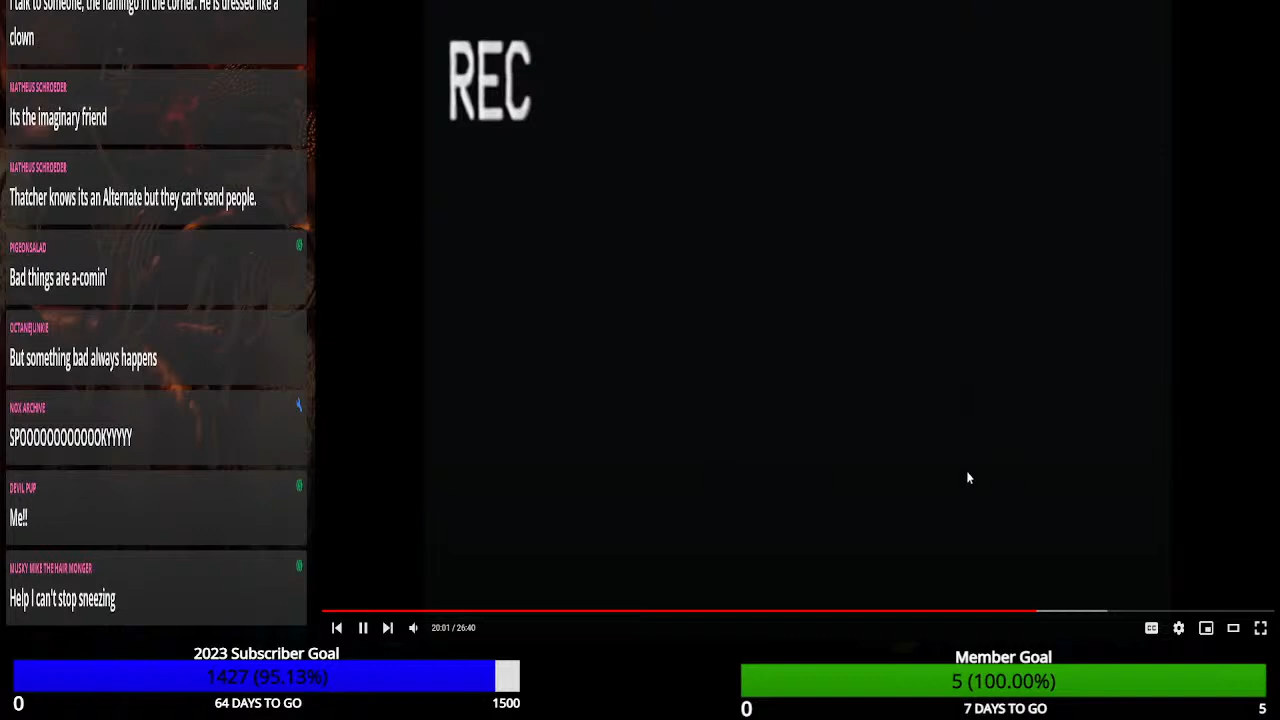 I talk to someone, the flamingo in the corner. He is dressed like a
clown
MATHEUS SCHROEDER
Its the imaginary friend
MATHEUS SCHROEDER
Thatcher knows its an Alternate but they can't send people.
PIGEONSALAD
Bad things are a-comin'
OCTANEJUNKIE
But something bad always happens
NOX ARCHIVE
SPOOOOOOOOOOOOKYYYYY
DEVIL PUP
Me!!
MUSKY MIKE THE HAIR MONGER
Help I can't stop sneezing
REC
20:01 / 26:40
CC
2023 Subscriber Goal
1427 (95.13%)
0
64 DAYS TO GO
1500
Member Goal
5 (100.00%)
0
7 DAYS TO GO
5